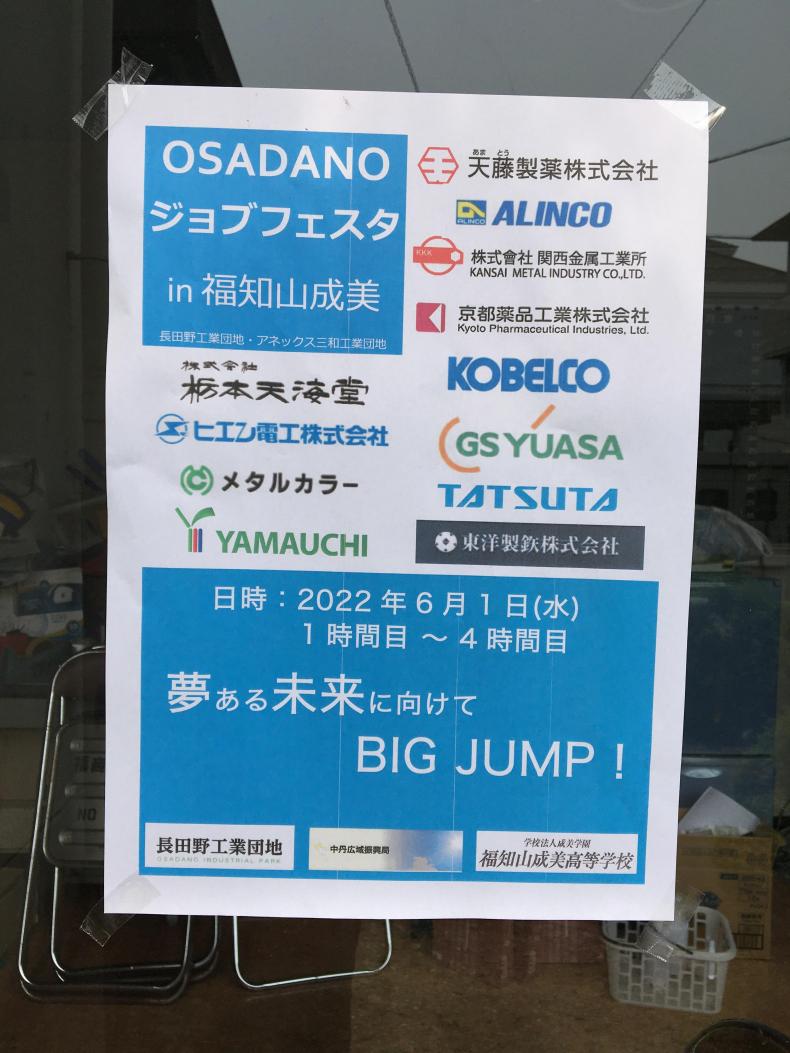 OSADANO
ジョブフェスタ
in 福知山成美
長田野工業団地・アネックス三和工業団地
あま とう
天藤製薬株式会社
ALINCO
ALINCO
KKK
株式會社 関西金属工業所
KANSAI METAL INDUSTRY CO.,LTD.
京都薬品工業株式会社
Kyoto Pharmaceutical Industries, Ltd.
株式会社
栃本天海堂
KOBELCO
ヒエン電工株式会社
GS YUASA
メタルカラー
TATSUTA
YAMAUCHI
東洋製鉄株式会社
日時：2022年6月1日(水)
1時間目 ～ 4時間目
夢ある未来に向けて
BIG JUMP！
長田野工業団地
OSADANO INDUSTRIAL PARK
中丹広域振興局
学校法人成美学園
福知山成美高等学校
NO